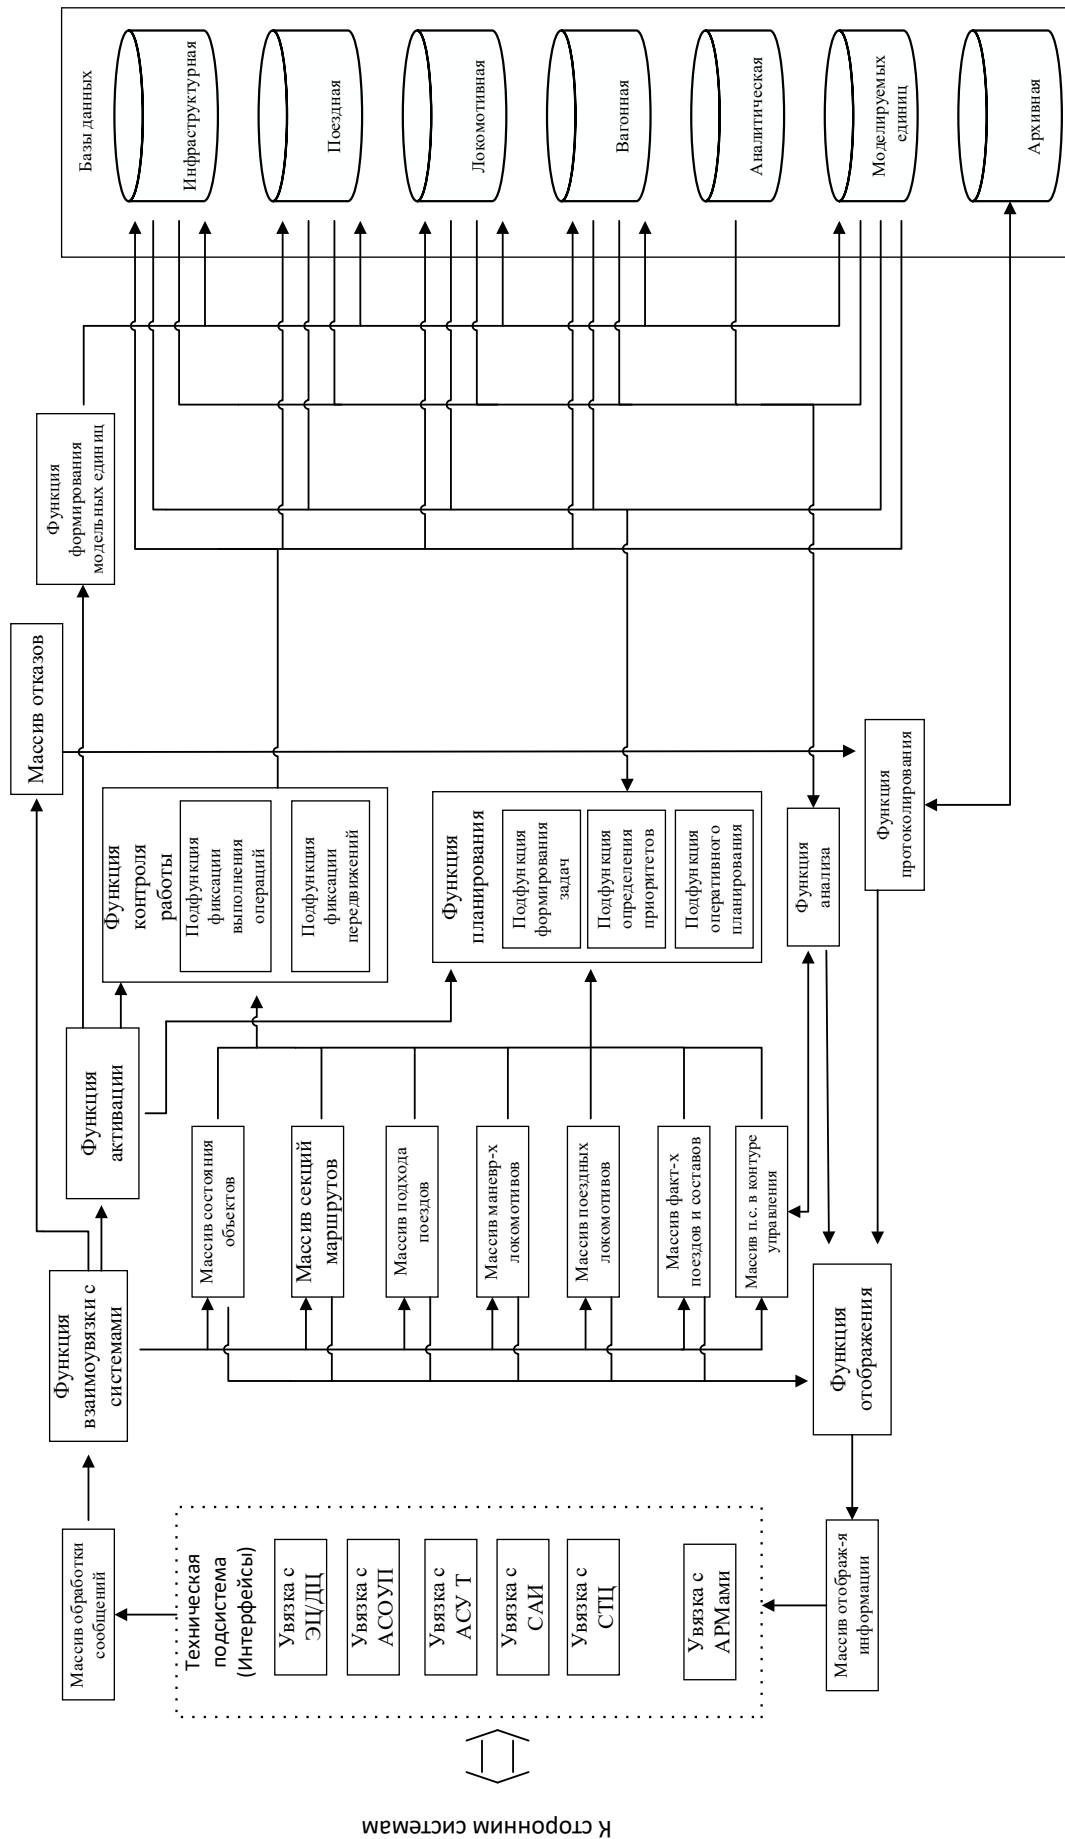 К сторонним системам
Массив обработки
сообщений
Техническая
подсистема
(Интерфейсы)
Увязка с
ЭЦ/ДЦ
Увязка с
АСОУП
Увязка с
АСУ Т
Увязка с
САИ
Увязка с
СТЦ
Увязка с
АРМами
Массив отображ-я
информации
Функция
взаимоувязки с
системами
Функция
отображения
Функция
активации
Массив состояния
объектов
Массив секций
маршрутов
Массив подхода
поездов
Массив маневр-х
локомотивов
Массив поездных
локомотивов
Массив факт-х
поездов и составов
Массив п.с. в контуре
управления
Массив отказов
Функция
контроля
работы
Подфункция
фиксации
выполнения
операций
Подфункция
фиксации
передвижений
Функция
планирования
Подфункция
формирования
задач
Подфункция
определения
приоритетов
Подфункция
оперативного
планирования
Функция
анализа
Функция
протоколирования
Функция
формирования
модельных единиц
Базы данных
Инфраструктурная
Поездная
Локомотивная
Вагонная
Аналитическая
Моделируемых
единиц
Архивная